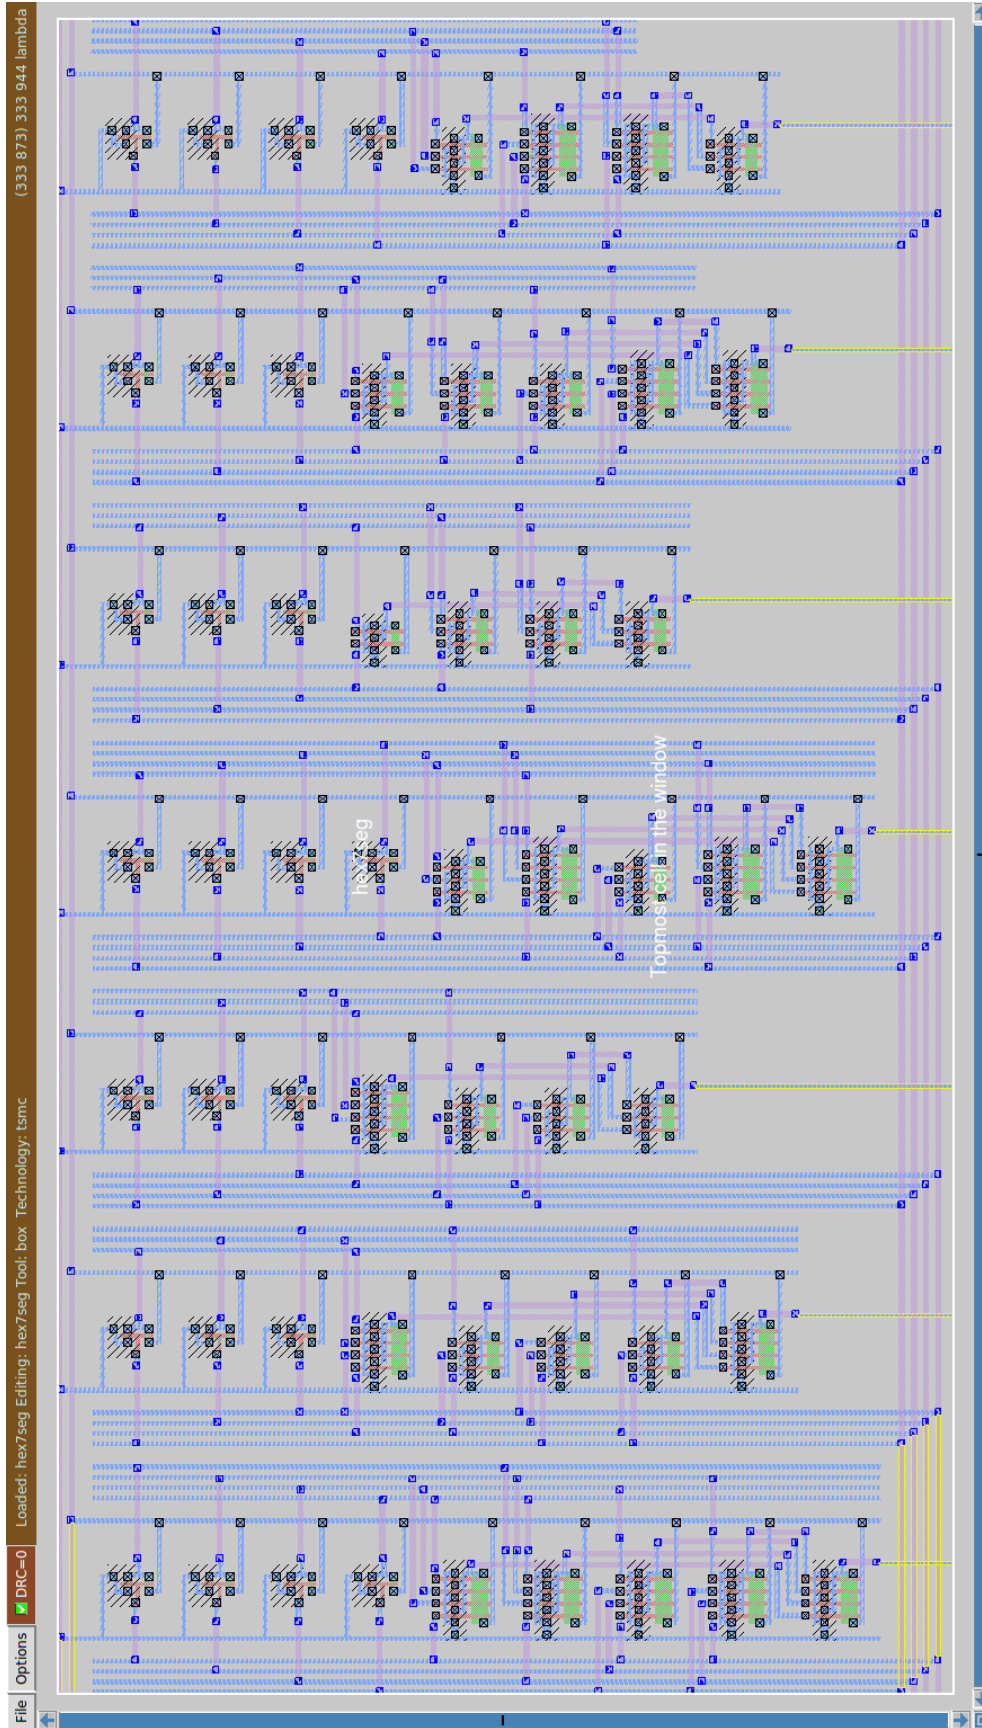 File Options DRC=0 Loaded: hex7seg Editing: hex7seg Tool: box Technology: tsmc (333 873) 333 944 lambda
hex7seg
Topmost cell in the window